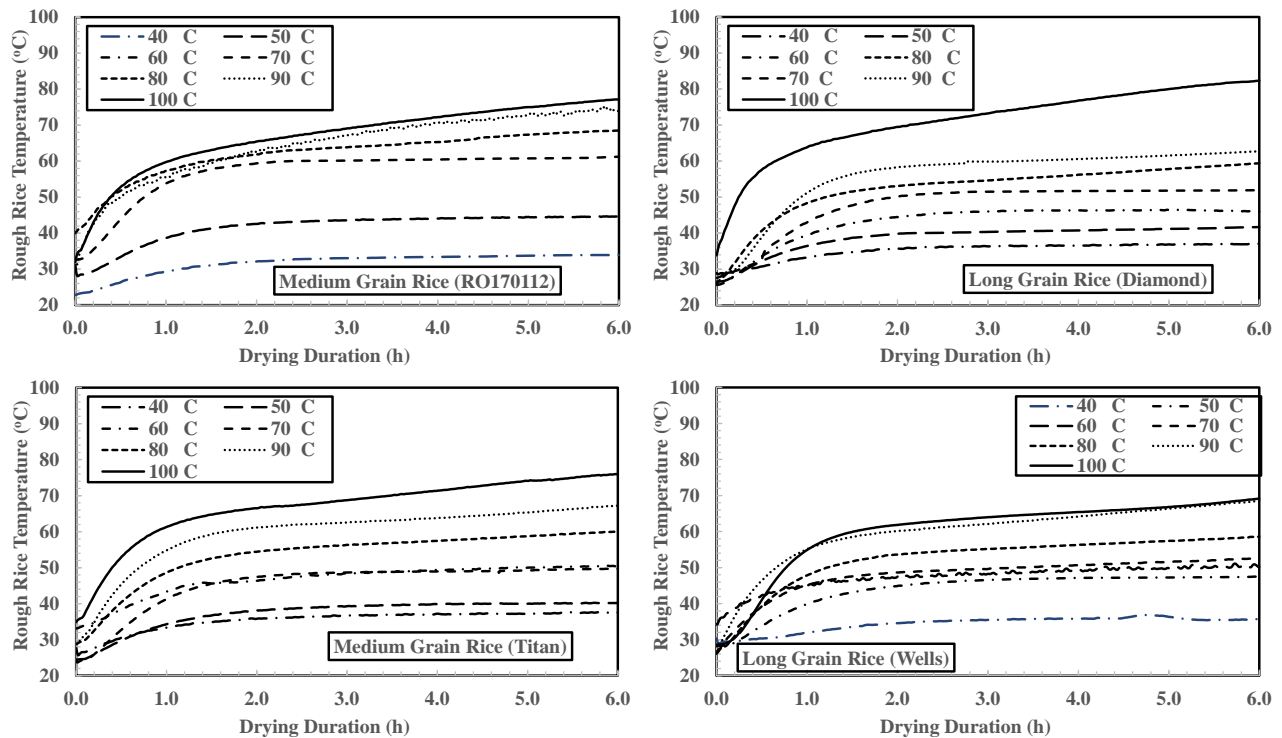 100
90
80
70
60
50
40
30
20
Rough Rice Temperature (°C)
40 C 50 C
60 C 70 C
80 C 90 C
100 C
Medium Grain Rice (RO170112)
0.0 1.0 2.0 3.0 4.0 5.0 6.0
Drying Duration (h)
100
90
80
70
60
50
40
30
20
Rough Rice Temperature (°C)
40 C 50 C
60 C 80 C
70 C 90 C
100 C
Long Grain Rice (Diamond)
0.0 1.0 2.0 3.0 4.0 5.0 6.0
Drying Duration (h)
100
90
80
70
60
50
40
30
20
Rough Rice Temperature (°C)
40 C 50 C
60 C 70 C
80 C 90 C
100 C
Medium Grain Rice (Titan)
0.0 1.0 2.0 3.0 4.0 5.0 6.0
Drying Duration (h)
100
90
80
70
60
50
40
30
20
Rough Rice Temperature (°C)
40 C 50 C
60 C 70 C
80 C 90 C
100 C
Long Grain Rice (Wells)
0.0 1.0 2.0 3.0 4.0 5.0 6.0
Drying Duration (h)